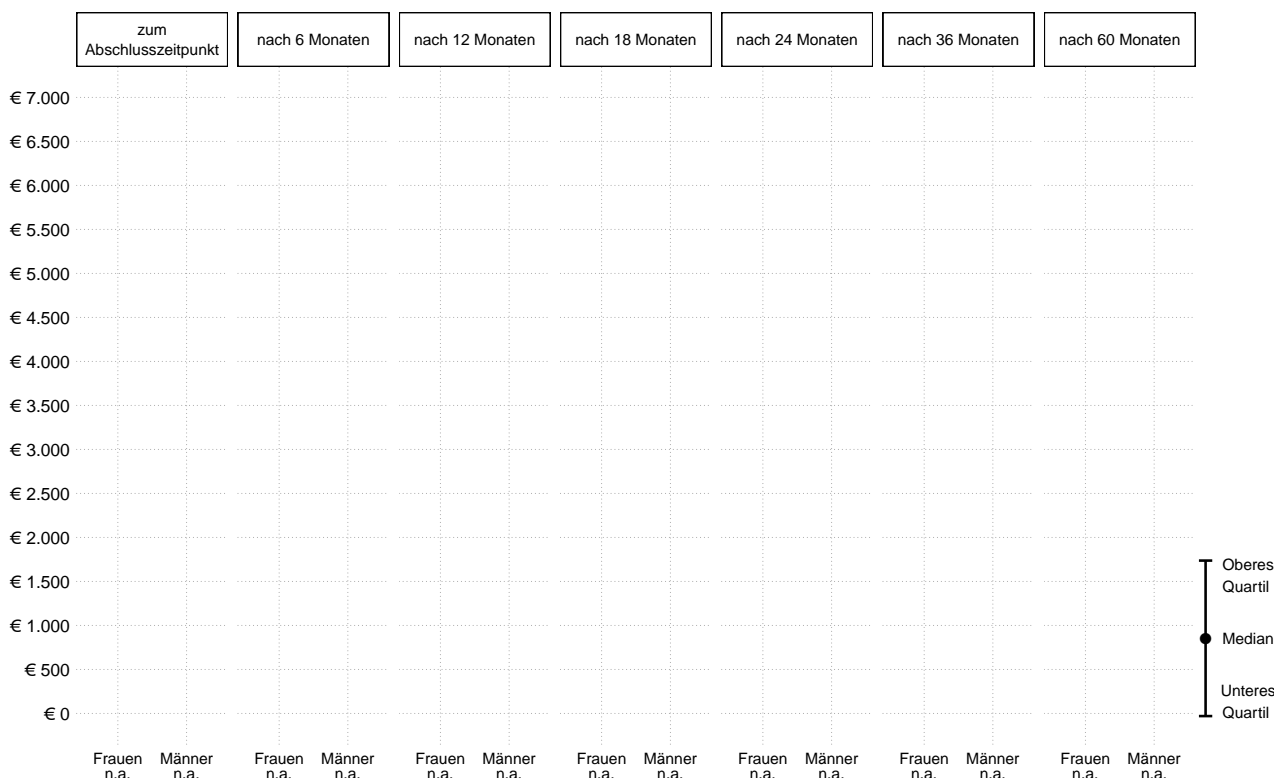 zum
Abschlusszeitpunkt
nach 6 Monaten
nach 12 Monaten
nach 18 Monaten
nach 24 Monaten
nach 36 Monaten
nach 60 Monaten
€ 7.000
€ 6.500
€ 6.000
€ 5.500
€ 5.000
€ 4.500
€ 4.000
€ 3.500
€ 3.000
€ 2.500
€ 2.000
€ 1.500
€ 1.000
€ 500
€ 0
Oberes
Quartil
Median
Unteres
Quartil
Frauen Männer Frauen Männer Frauen Männer Frauen Männer Frauen Männer Frauen Männer Frauen Männer
n.a. n.a. n.a. n.a. n.a. n.a. n.a. n.a. n.a. n.a. n.a. n.a. n.a. n.a.